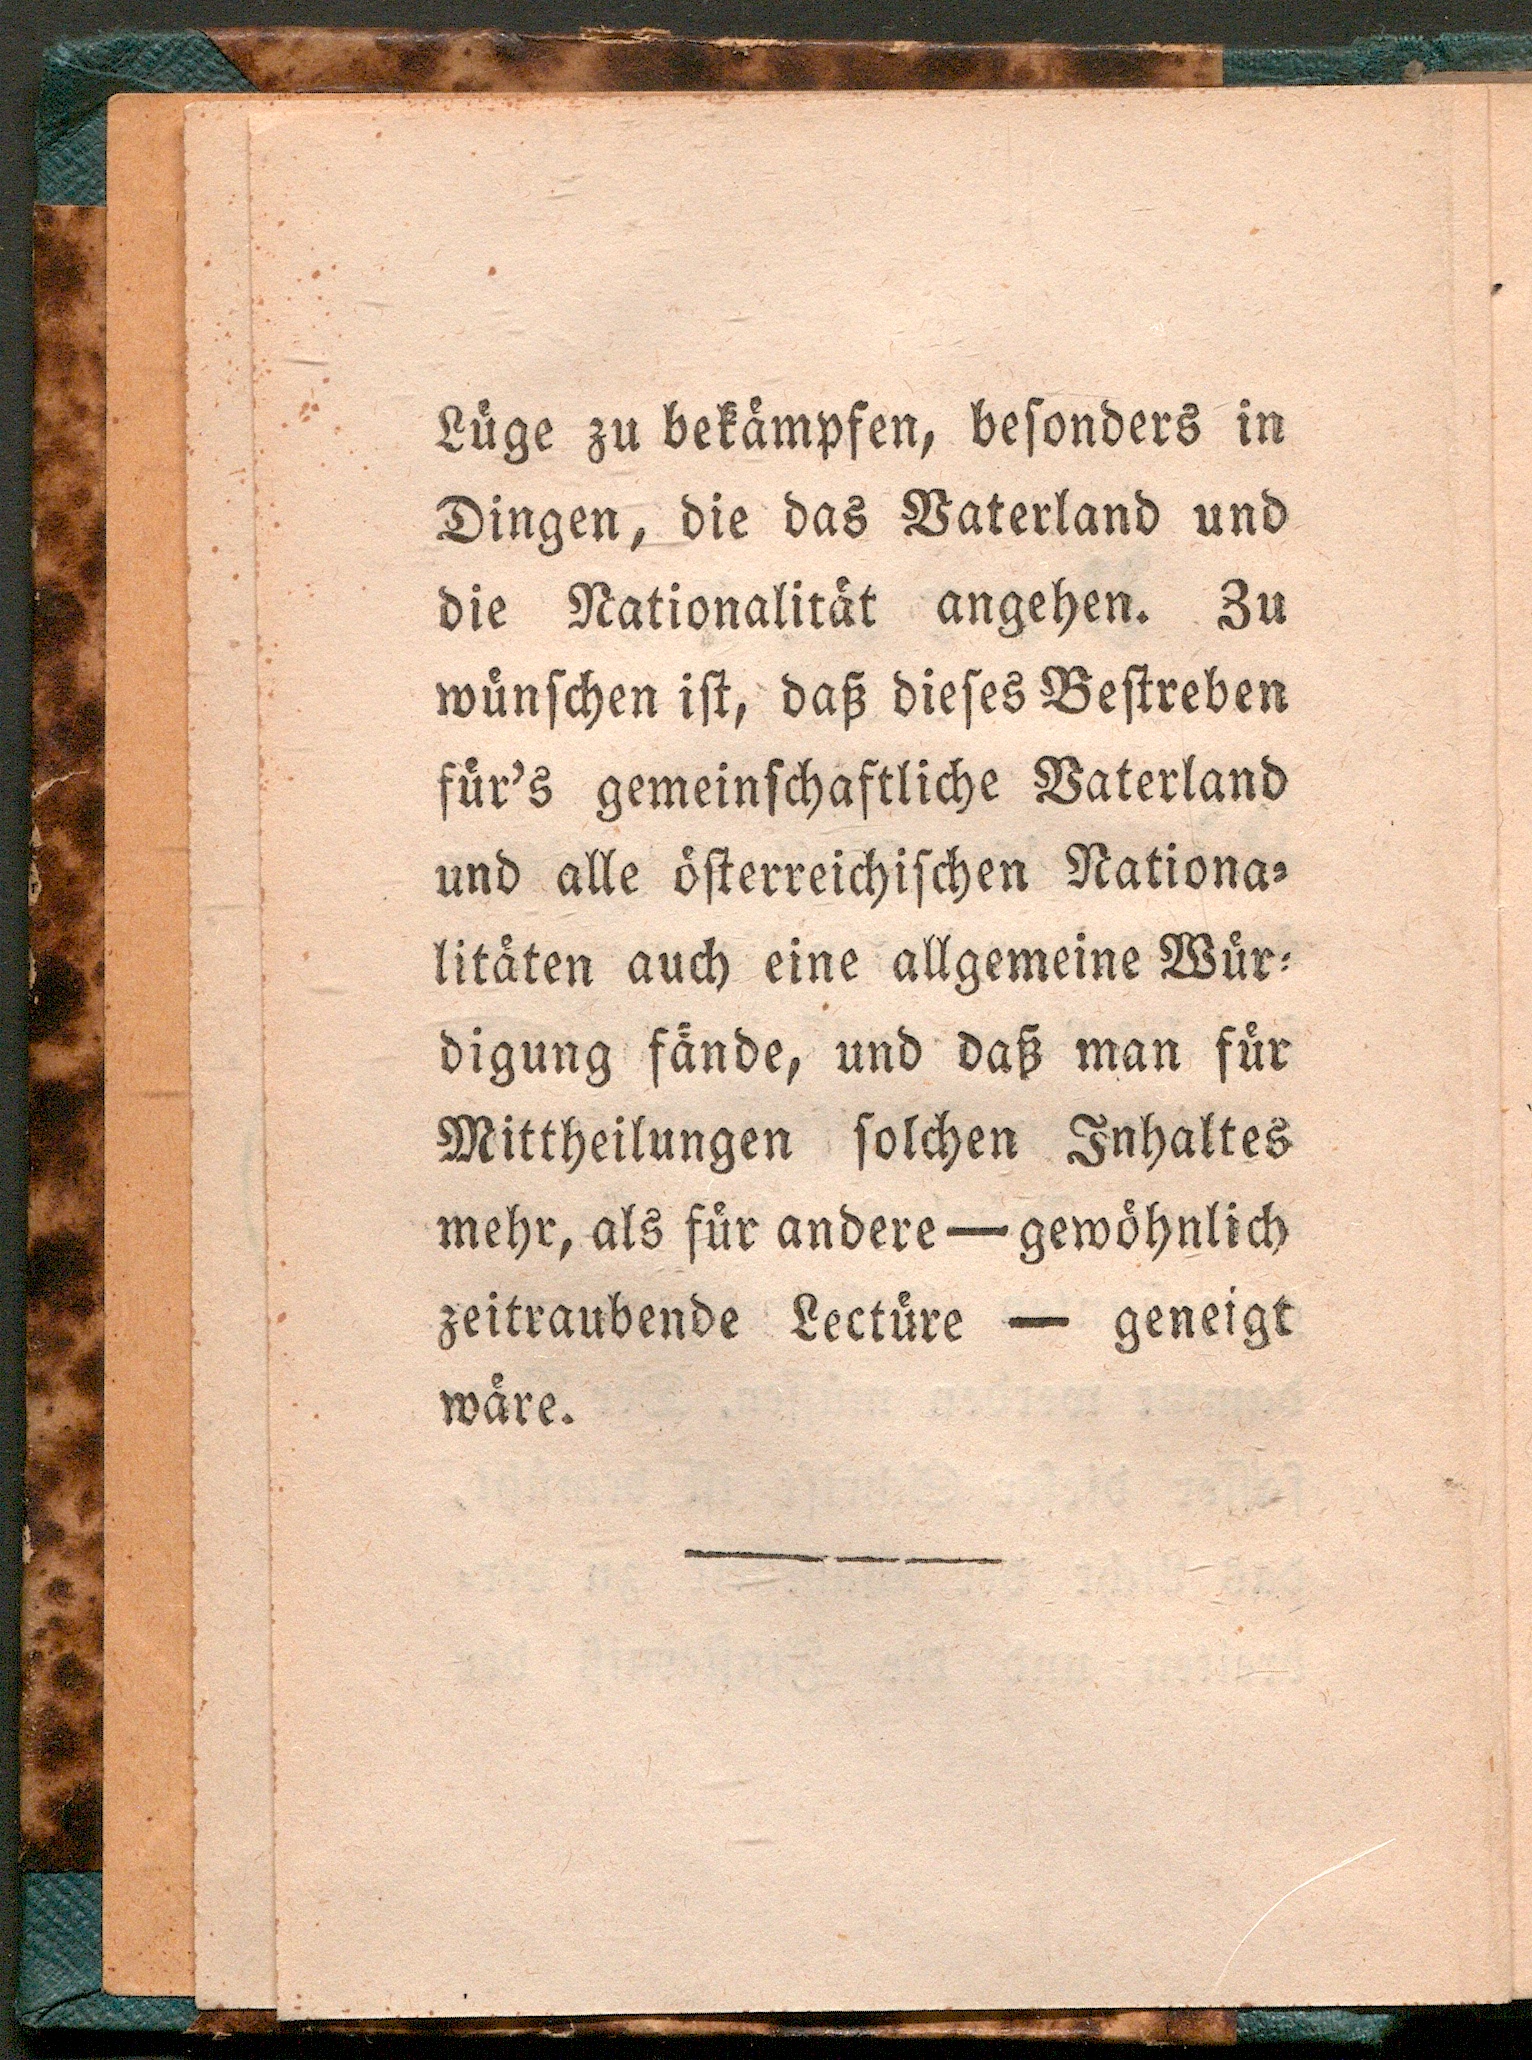 Lüge zu bekämpfen, besonders in
Dingen, die das Vaterland und
die Nationalität angehen. Zu
wünschen ist, daß dieses Bestreben
für's gemeinschaftliche Vaterland
und alle österreichischen Nationa-
litäten auch eine allgemeine Wür-
digung fände, und daß man für
Mittheilungen solchen Inhaltes
mehr, als für andere — gewöhnlich
zeitraubende Lectüre — geneigt
wäre.